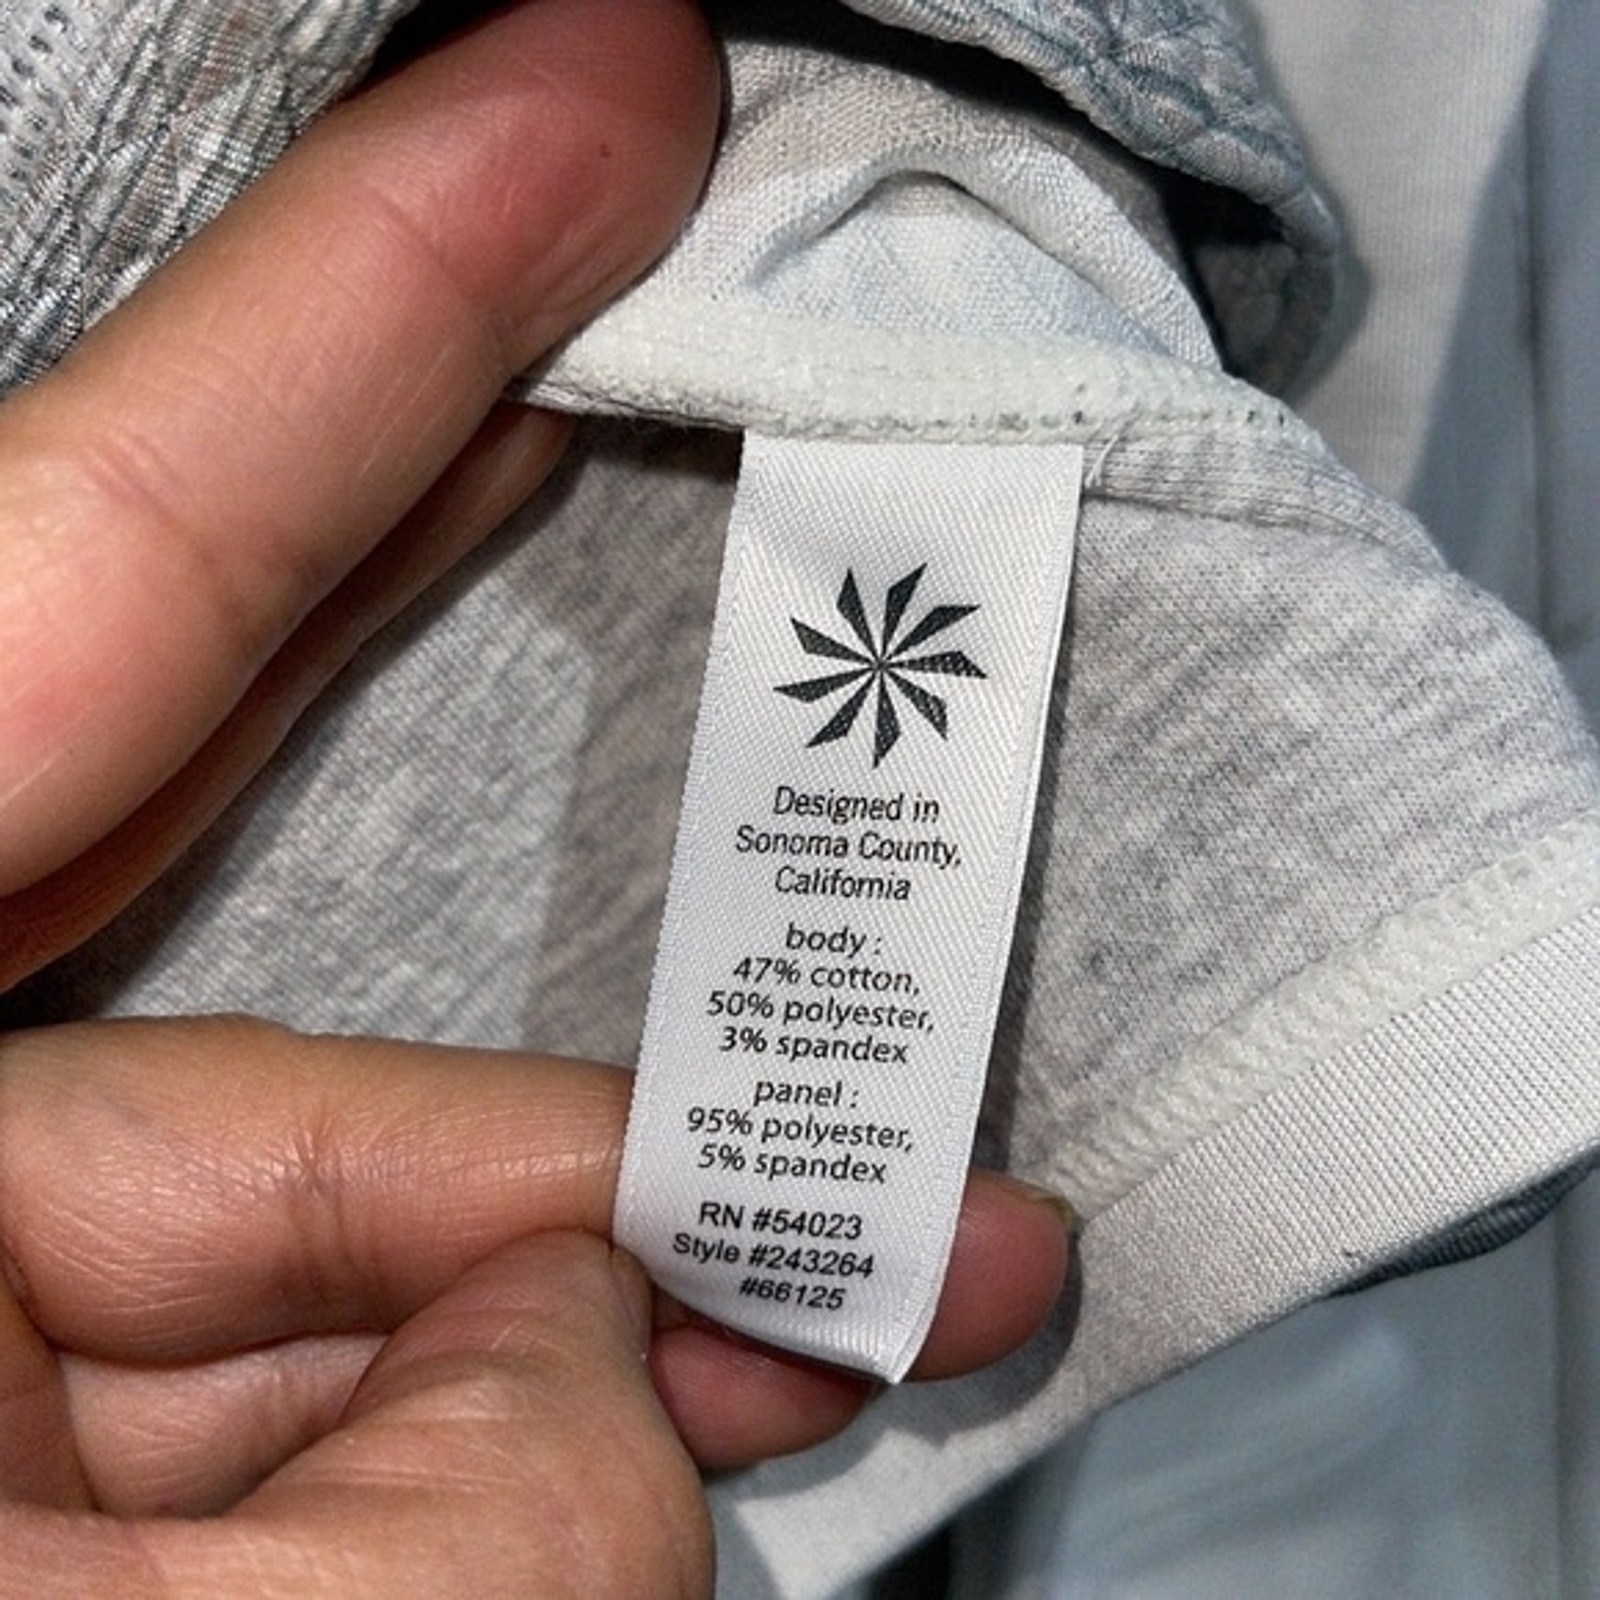 Designed in
Sonoma County,
California
body :
47% cotton,
50% polyester,
3% spandex
panel :
95% polyester,
5% spandex
RN #54023
Style #243264
#66125